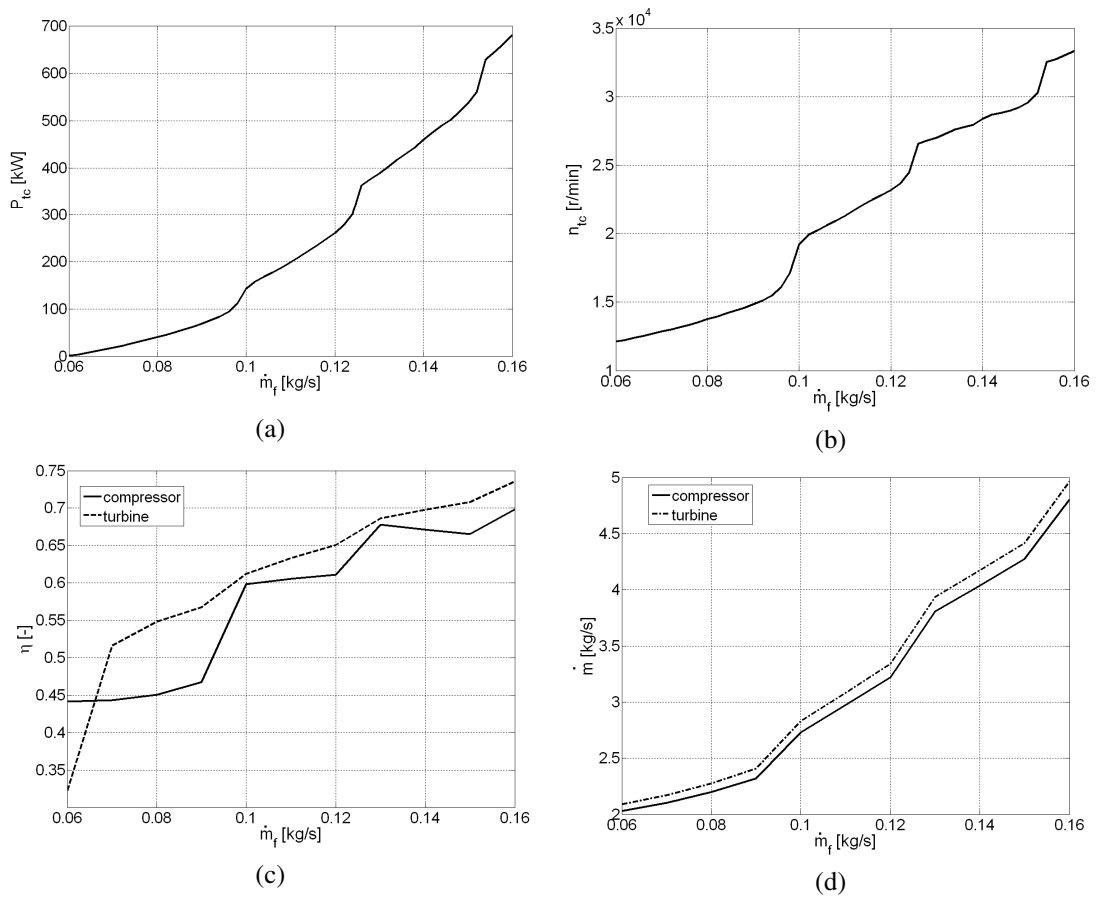 700
600
500
400
300
200
100
0
P_tc [kW]
0.06 0.08 0.1 0.12 0.14 0.16
ṁ_f [kg/s]
(a)
x 10^4
3.5
3
2.5
2
1.5
1
n_tc [r/min]
0.06 0.08 0.1 0.12 0.14 0.16
ṁ_f [kg/s]
(b)
0.75
0.7
0.65
0.6
0.55
0.5
0.45
0.4
0.35
η [-]
compressor
turbine
0.06 0.08 0.1 0.12 0.14 0.16
ṁ_f [kg/s]
(c)
5
4.5
4
3.5
3
2.5
2
ṁ [kg/s]
compressor
turbine
0.06 0.08 0.1 0.12 0.14 0.16
ṁ_f [kg/s]
(d)